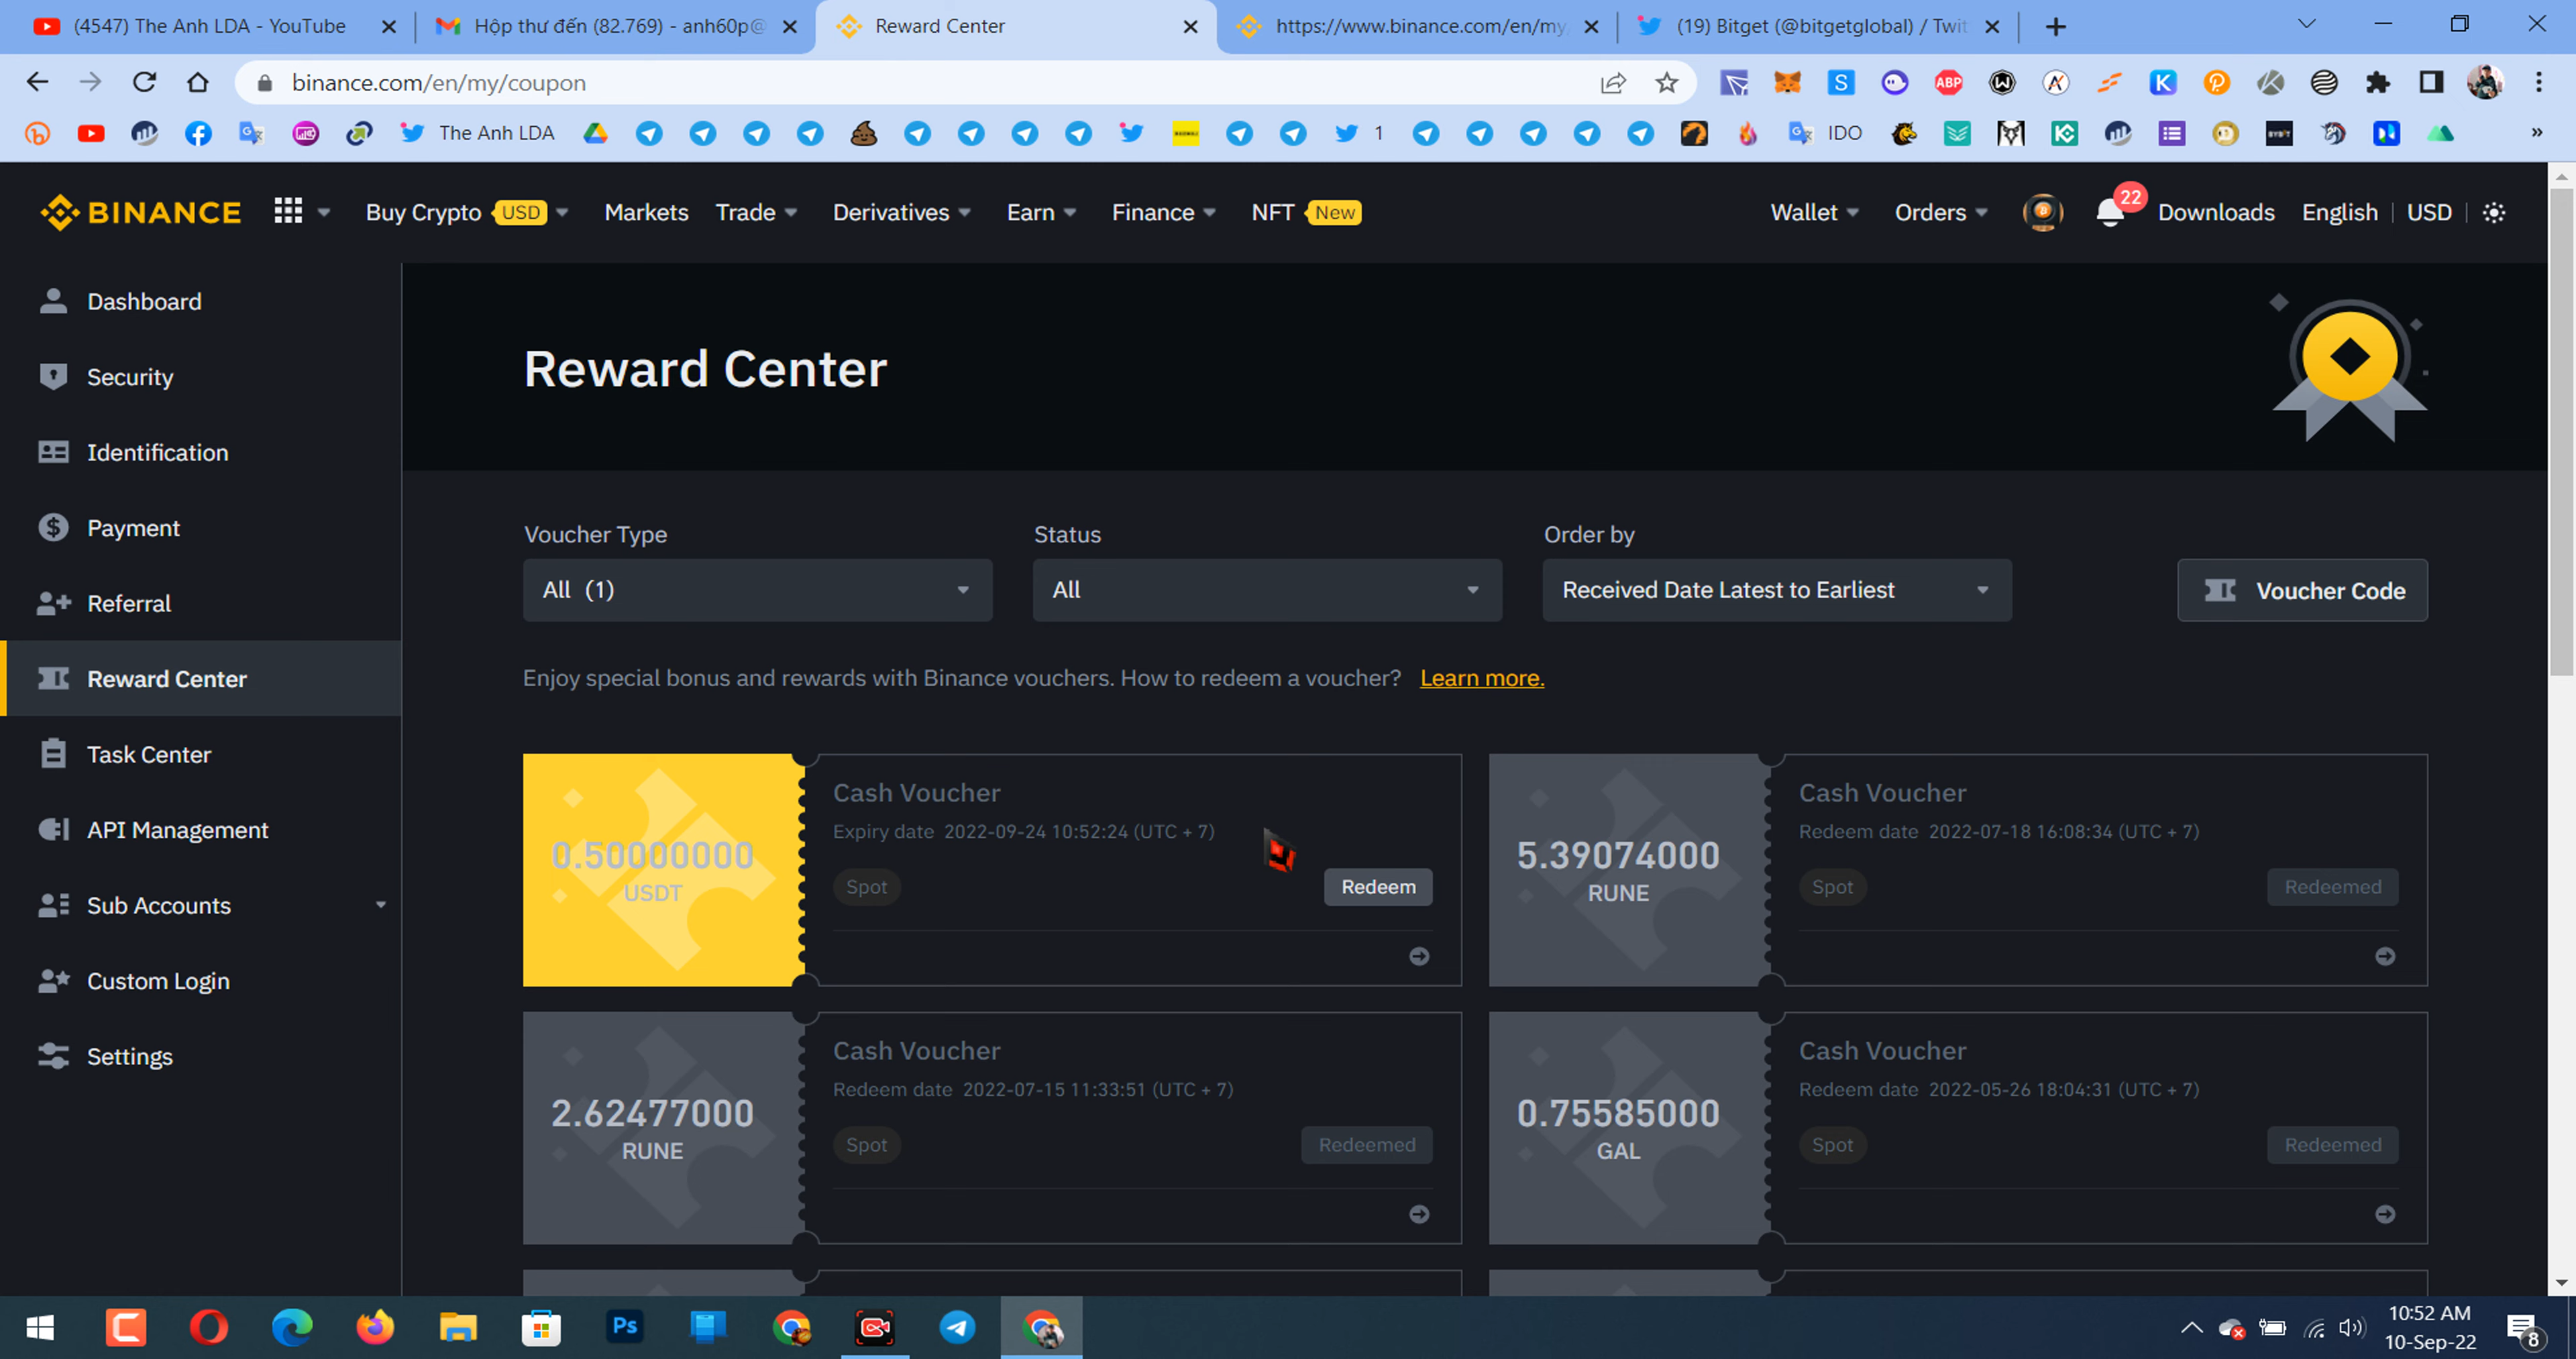 (4547) The Anh LDA - YouTube
Hộp thư đến (82.769) - anh60p@
Reward Center
https://www.binance.com/en/my/
(19) Bitget (@bitgetglobal) / Twit
binance.com/en/my/coupon
The Anh LDA
1
IDO
BINANCE
Buy Crypto USD
Markets
Trade
Derivatives
Earn
Finance
NFT New
Wallet
Orders
22
Downloads
English
USD
Dashboard
Security
Identification
Payment
Referral
Reward Center
Task Center
API Management
Sub Accounts
Custom Login
Settings
Reward Center
Voucher Type
Status
Order by
All (1)
All
Received Date Latest to Earliest
Voucher Code
Enjoy special bonus and rewards with Binance vouchers. How to redeem a voucher? Learn more.
0.50000000
USDT
Cash Voucher
Expiry date 2022-09-24 10:52:24 (UTC + 7)
Spot
Redeem
5.39074000
RUNE
Cash Voucher
Redeem date 2022-07-18 16:08:34 (UTC + 7)
Spot
Redeemed
2.62477000
RUNE
Cash Voucher
Redeem date 2022-07-15 11:33:51 (UTC + 7)
Spot
Redeemed
0.75585000
GAL
Cash Voucher
Redeem date 2022-05-26 18:04:31 (UTC + 7)
Spot
Redeemed
Ps
10:52 AM
10-Sep-22
8